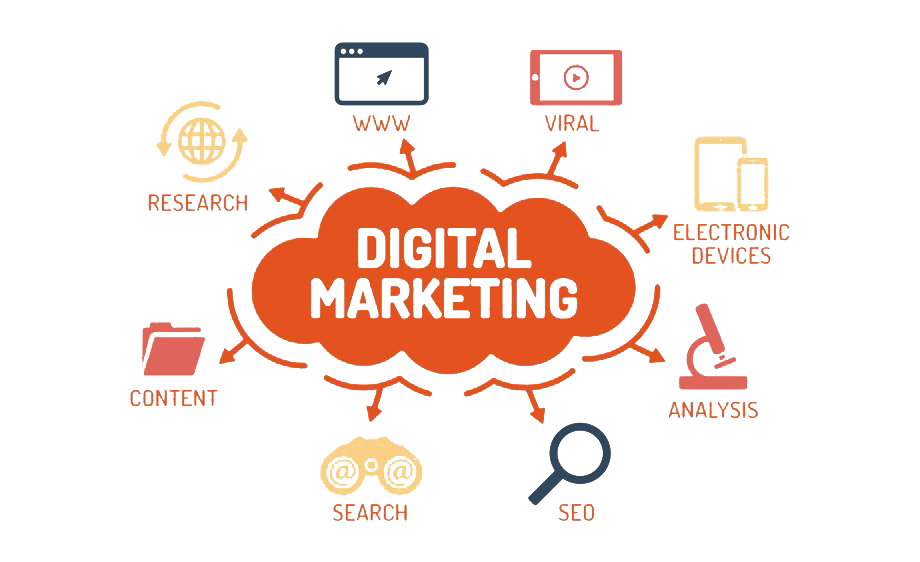 WWW
VIRAL
RESEARCH
ELECTRONIC
DEVICES
DIGITAL
MARKETING
CONTENT
ANALYSIS
@ @
SEARCH
SEO